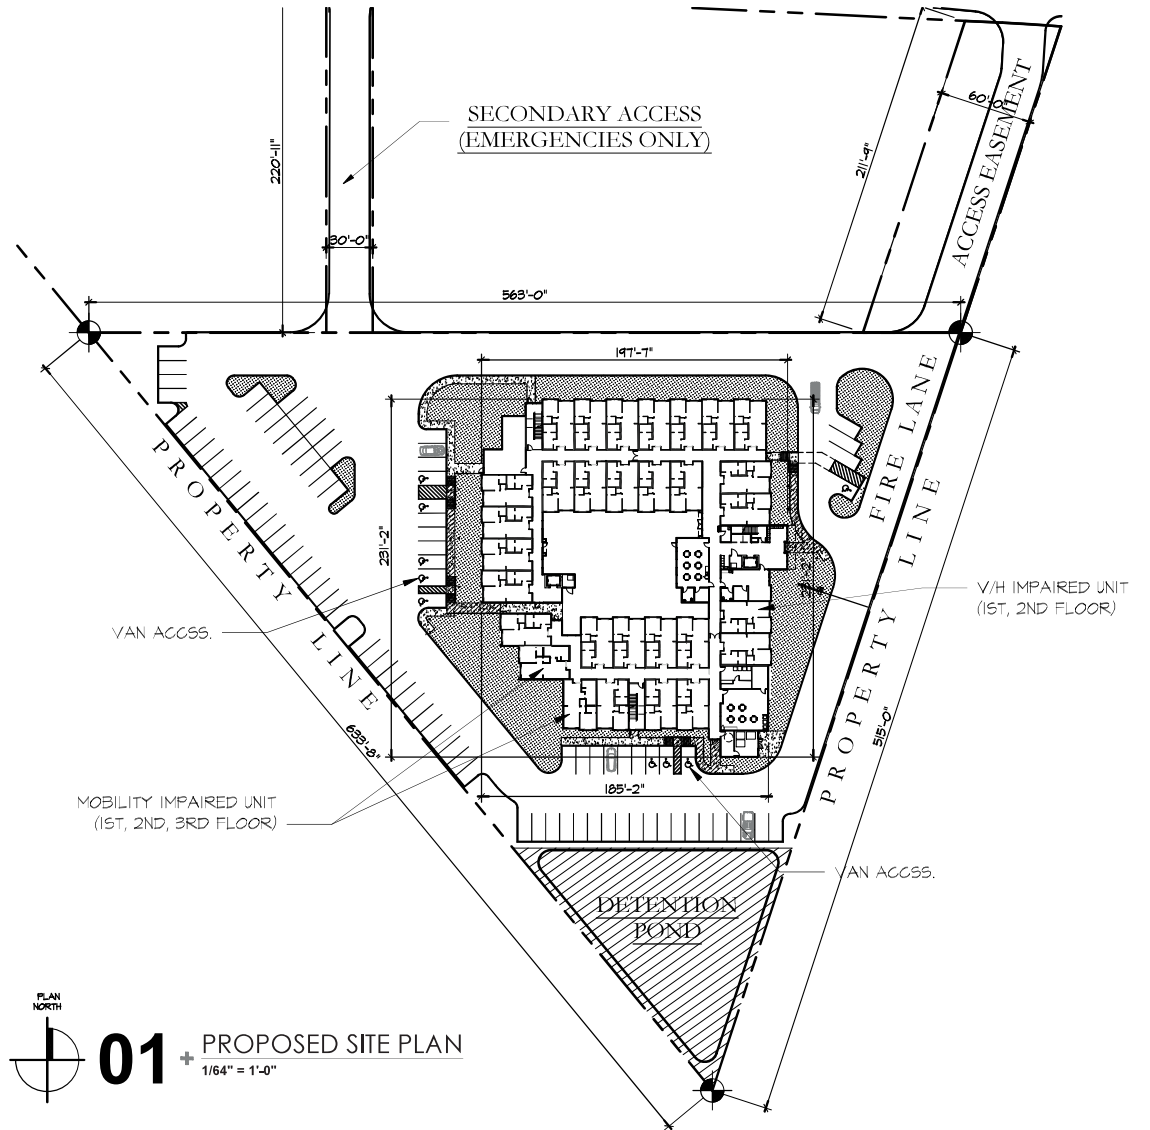 SECONDARY ACCESS
(EMERGENCIES ONLY)
220'-11"
30'-0"
60'-0"
211'-9"
ACCESS EASEMENT
563'-0"
197'-7"
231'-2"
FIRE LANE
PROPERTY LINE
PROPERTY LINE
V/H IMPAIRED UNIT
(1ST, 2ND FLOOR)
VAN ACCSS.
633'-8"
515'-0"
185'-2"
MOBILITY IMPAIRED UNIT
(1ST, 2ND, 3RD FLOOR)
VAN ACCSS.
DETENTION
POND
PLAN
NORTH
01 + PROPOSED SITE PLAN
1/64" = 1'-0"